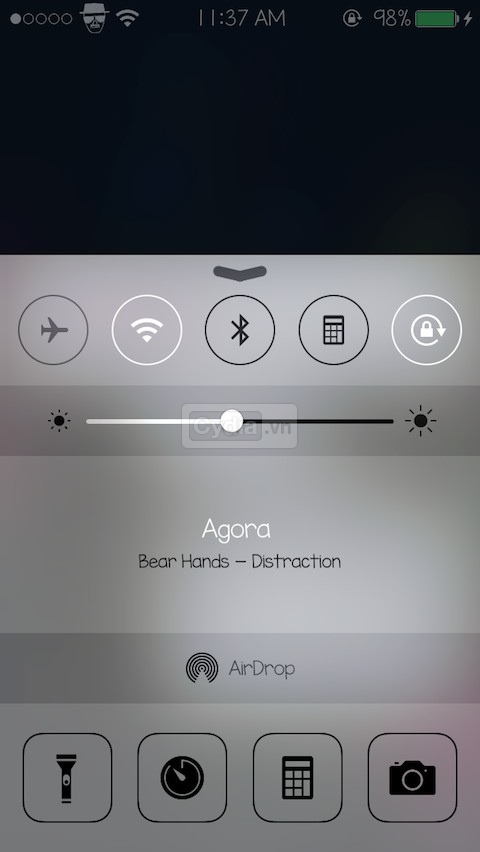 11:37 AM
98%
Cydia.vn
Agora
Bear Hands — Distraction
AirDrop